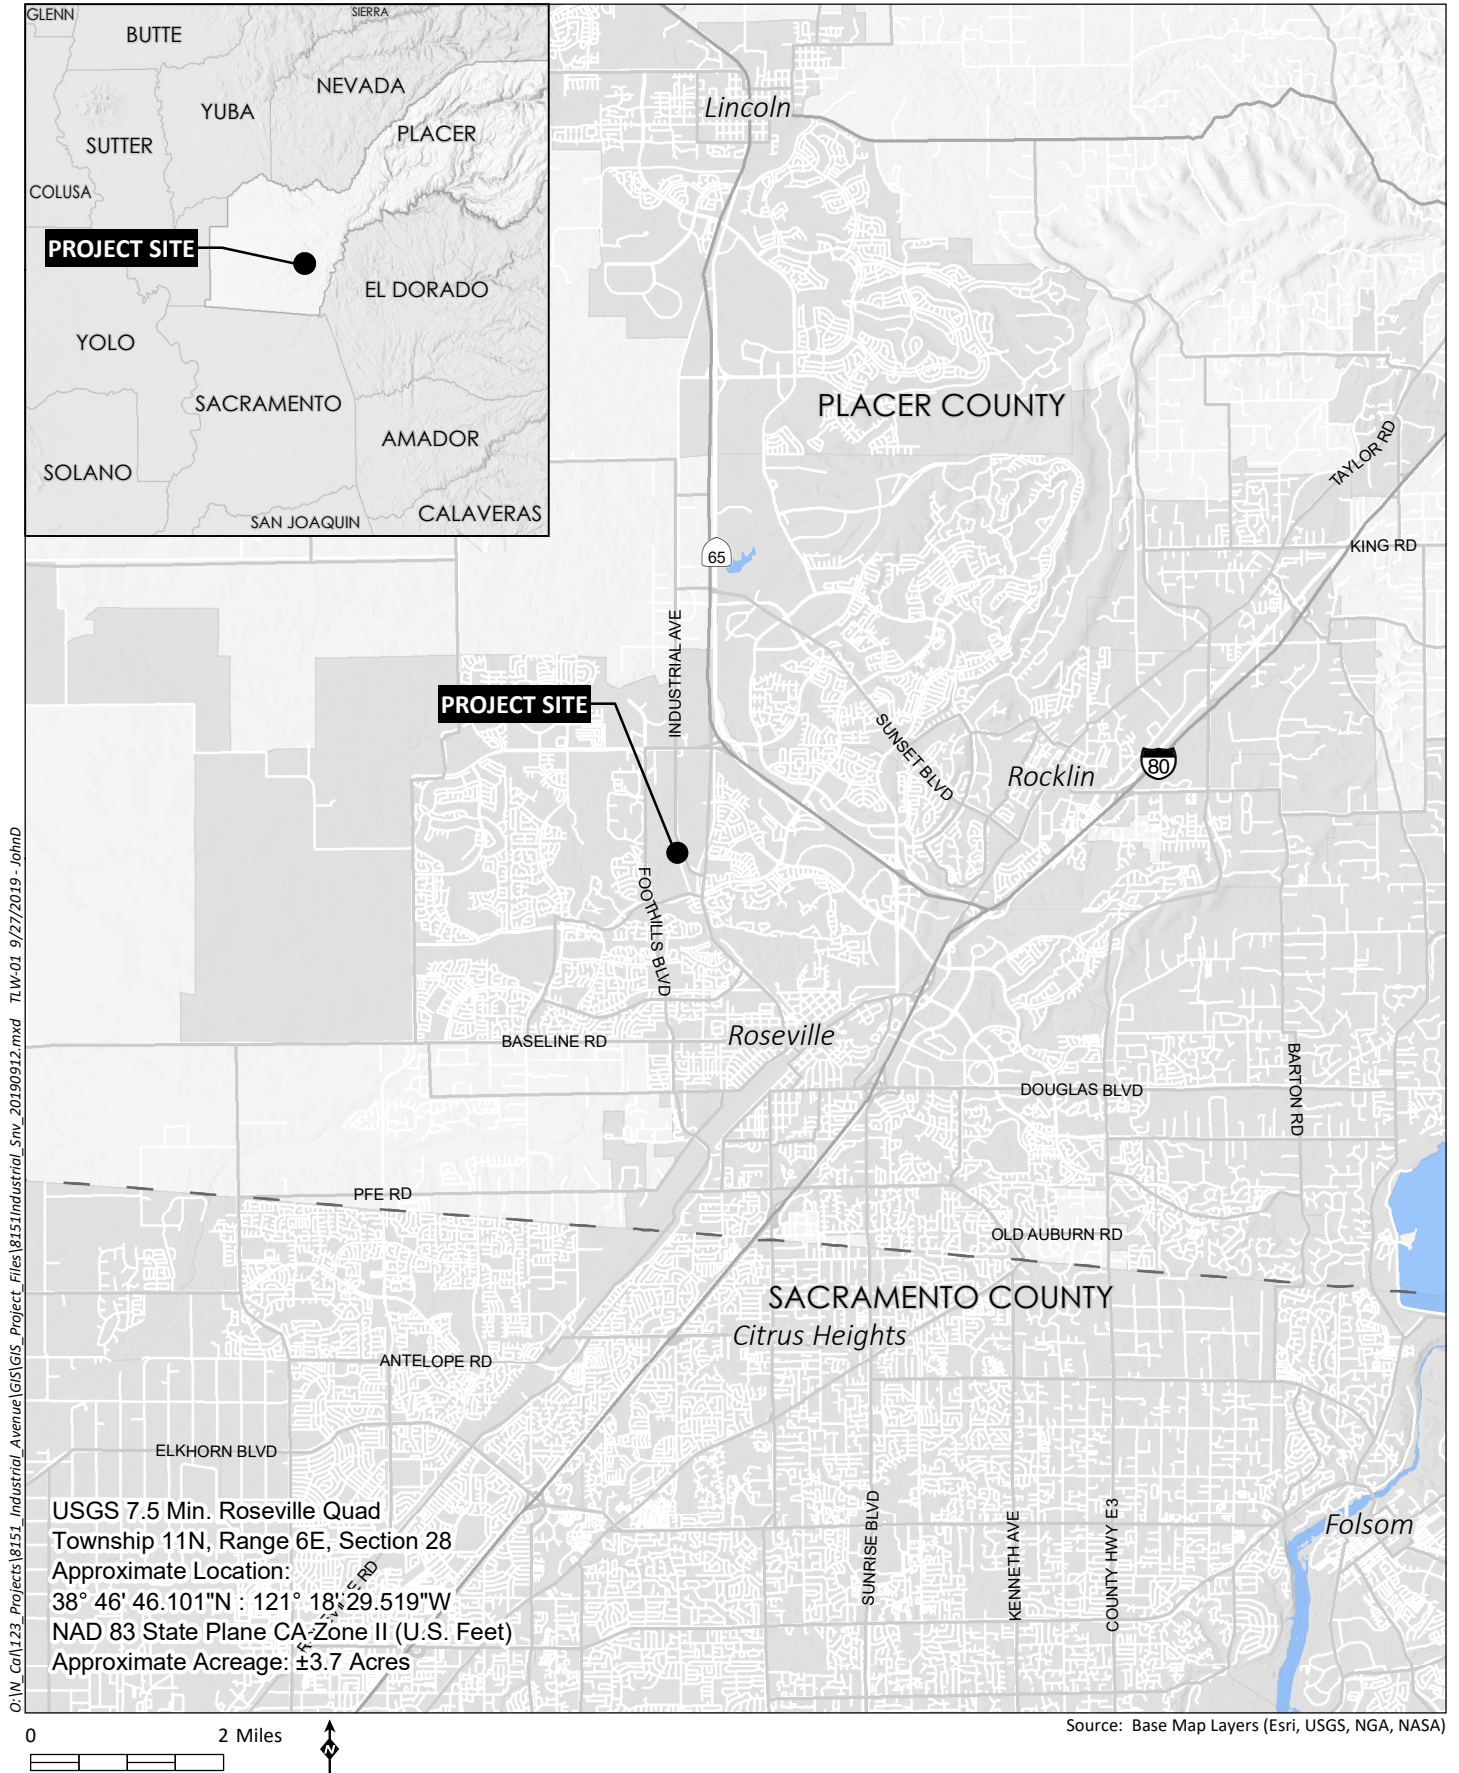 GLENN
SIERRA
BUTTE
NEVADA
YUBA
PLACER
SUTTER
COLUSA
PROJECT SITE
EL DORADO
YOLO
SACRAMENTO
AMADOR
SOLANO
CALAVERAS
SAN JOAQUIN
Lincoln
PLACER COUNTY
TAYLOR RD
KING RD
65
INDUSTRIAL AVE
PROJECT SITE
SUNSET BLVD
Rocklin
80
FOOTHILLS BLVD
BASELINE RD
Roseville
DOUGLAS BLVD
BARTON RD
PFE RD
OLD AUBURN RD
SACRAMENTO COUNTY
Citrus Heights
ANTELOPE RD
ELKHORN BLVD
SUNRISE BLVD
KENNETH AVE
COUNTY HWY E3
Folsom
USGS 7.5 Min. Roseville Quad
Township 11N, Range 6E, Section 28
Approximate Location:
38° 46' 46.101"N : 121° 18' 29.519"W
NAD 83 State Plane CA-Zone II (U.S. Feet)
Approximate Acreage: ±3.7 Acres
RD
O:\N_Cal\123_Projects\8151_Industrial_Avenue\GIS\GIS_Project_Files\8151Industrial_Snv_20190912.mxd TLW-01 9/27/2019 - JohnD
0 2 Miles
N
Source: Base Map Layers (Esri, USGS, NGA, NASA)